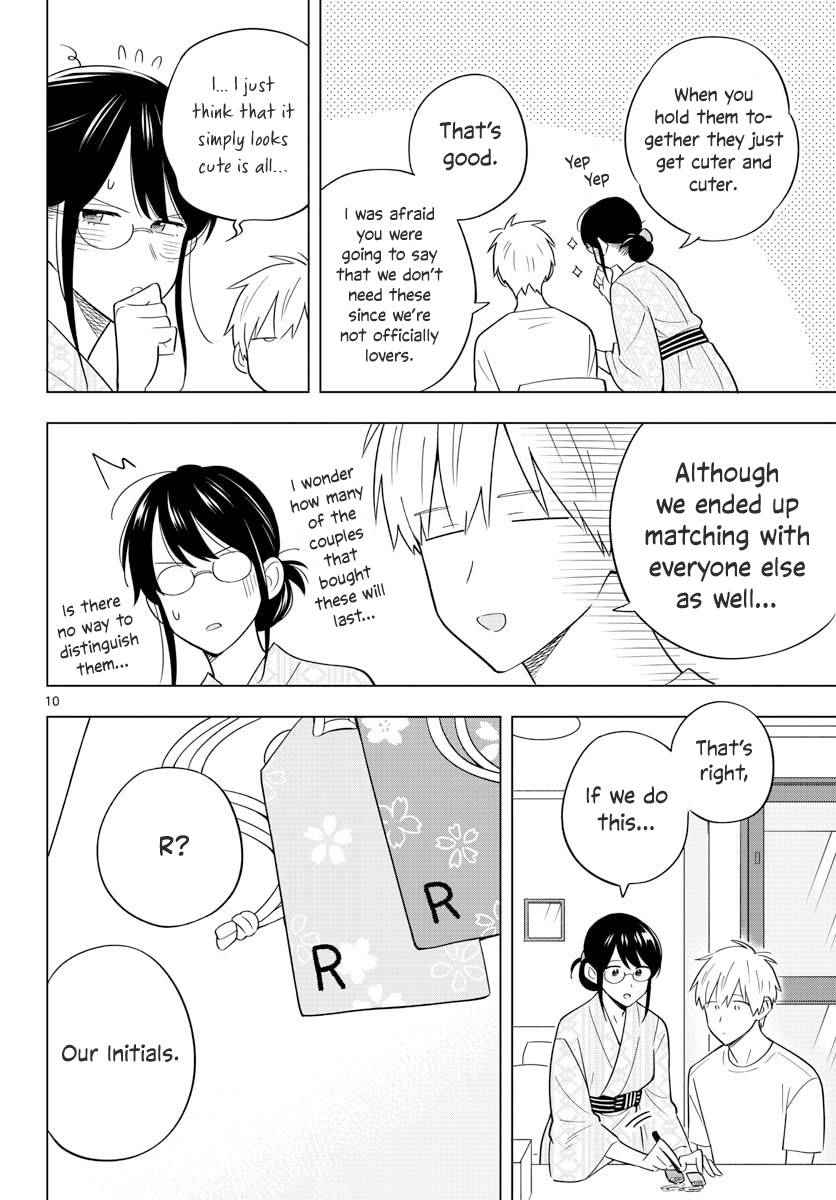 When you
hold them to-
gether they just
get cuter and
cuter.
Yep
Yep
That's
good.
I was afraid
you were
going to say
that we don't
need these
since we're
not officially
lovers.
I... I just
think that it
simply looks
cute is all...
Although
we ended up
matching with
everyone else
as well...
I wonder
how many
of the
couples
that
bought
these will
last...
Is there
no way to
distinguish
them...
10
That's
right,
If we do
this...
R?
R
R
Our Initials.